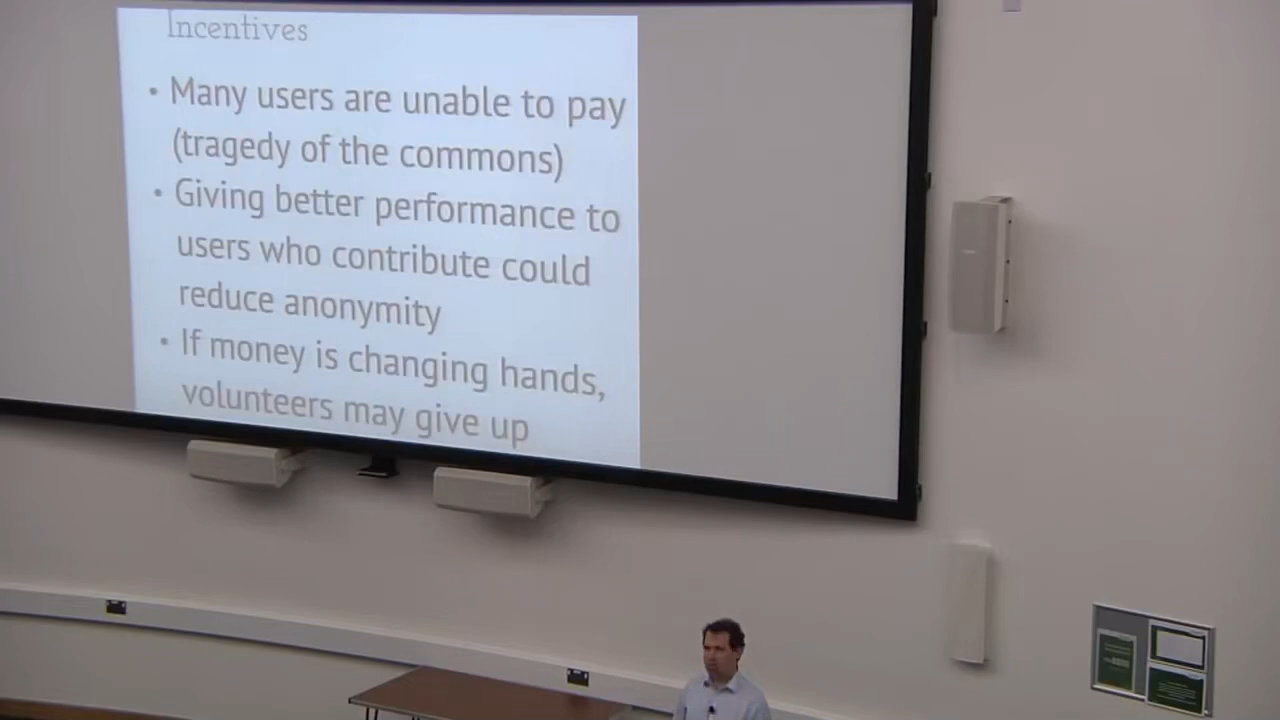 Incentives
• Many users are unable to pay
(tragedy of the commons)
• Giving better performance to
users who contribute could
reduce anonymity
• If money is changing hands,
volunteers may give up